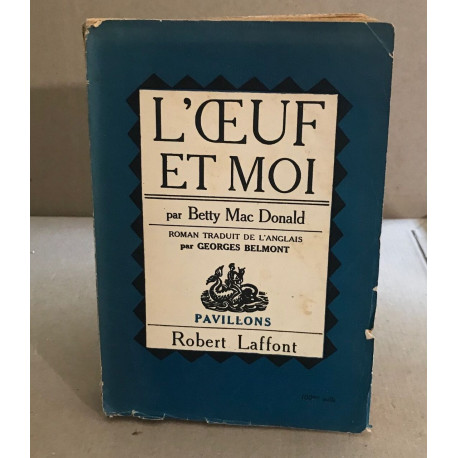 L'ŒUF
ET MOI
par Betty Mac Donald
ROMAN TRADUIT DE L'ANGLAIS
par GEORGES BELMONT
PAVILLONS
Robert Laffont